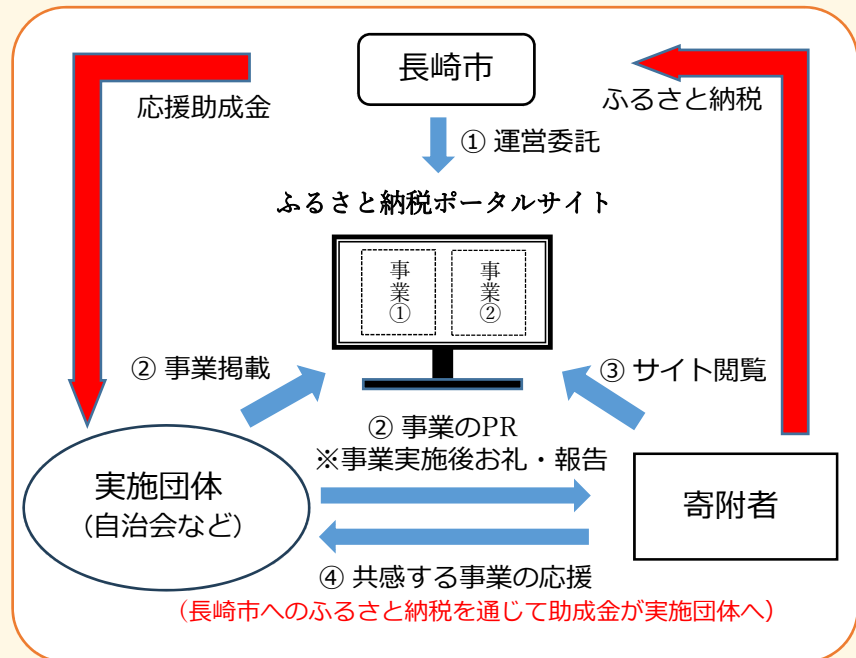 長崎市
応援助成金
ふるさと納税
① 運営委託
ふるさと納税ポータルサイト
事業①
事業②
② 事業掲載
③ サイト閲覧
② 事業のPR
※事業実施後お礼・報告
実施団体
(自治会など)
寄附者
④ 共感する事業の応援
(長崎市へのふるさと納税を通じて助成金が実施団体へ)